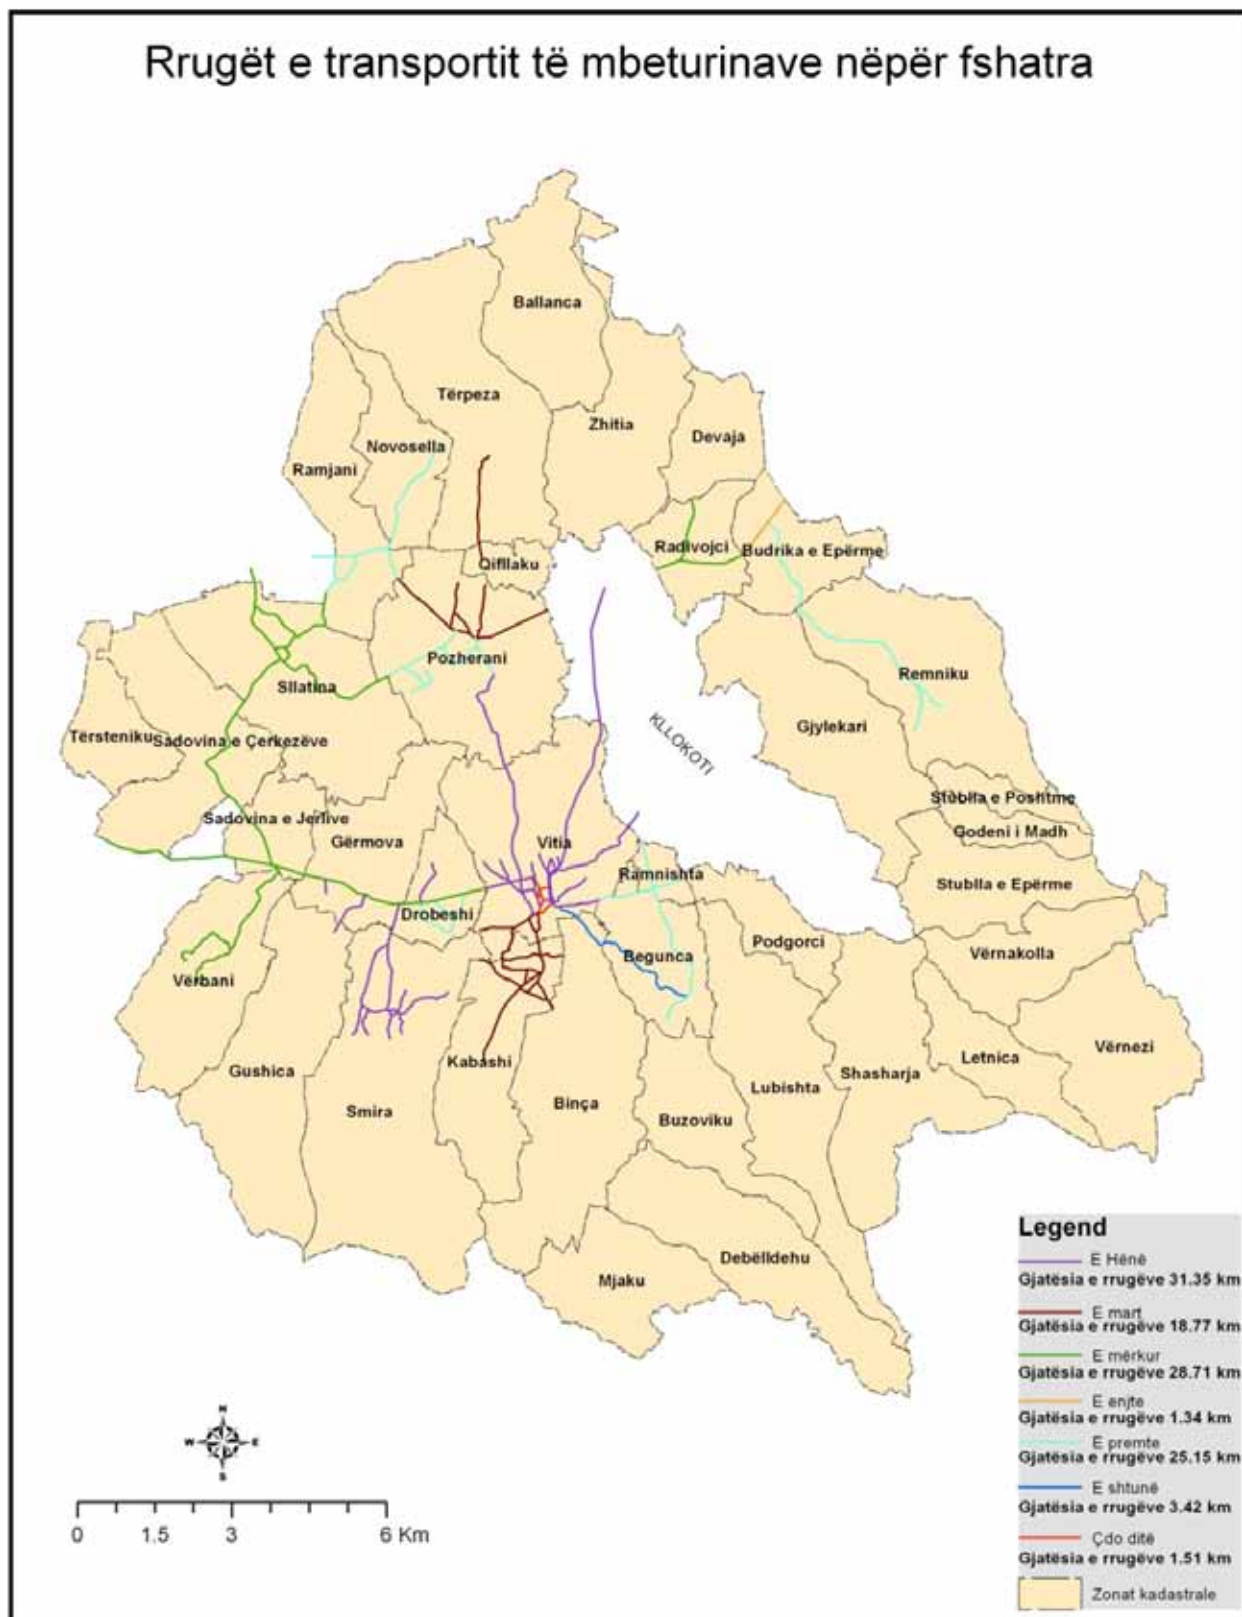 Rrugët e transportit të mbeturinave nëpër fshatra
Ballanca
Tërpeza
Zhitia
Devaja
Novosella
Ramjani
Radivojci
Budrika e Epërme
Qifllaku
Pozherani
Remniku
Sllatina
Gjylekari
KLLOKOTI
Tërsteniku
Sadovina e Çerkezëve
Stublla e Poshtme
Sadovina e Jerlive
Godeni i Madh
Gërmova
Vitia
Ramnishta
Stublla e Epërme
Drobeshi
Podgorci
Begunca
Vërnakolla
Vërbani
Vërnezi
Letnica
Kabashi
Gushica
Shasharja
Lubishta
Smira
Binça
Buzoviku
Debëlldehu
Mjaku
Legend
E Hënë
Gjatësia e rrugëve 31.35 km
E mart
Gjatësia e rrugëve 18.77 km
E mërkur
Gjatësia e rrugëve 28.71 km
E enjte
Gjatësia e rrugëve 1.34 km
E premte
Gjatësia e rrugëve 25.15 km
E shtunë
Gjatësia e rrugëve 3.42 km
Çdo ditë
Gjatësia e rrugëve 1.51 km
Zonat kadastrale
N
W E
S
0 1.5 3 6 Km